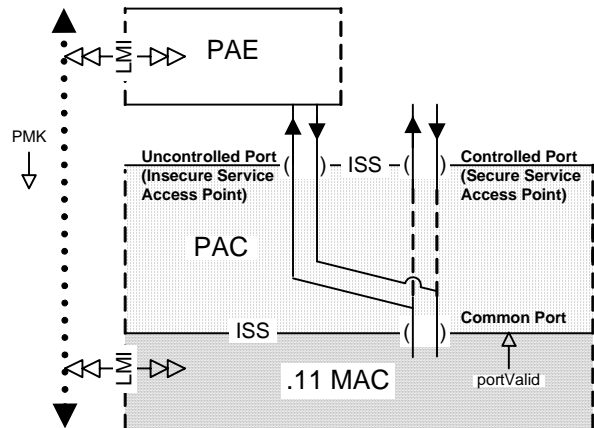 LMI
PAE
PMK
Uncontrolled Port
(Insecure Service
Access Point)
ISS
Controlled Port
(Secure Service
Access Point)
PAC
Common Port
ISS
LMI
.11 MAC
portValid